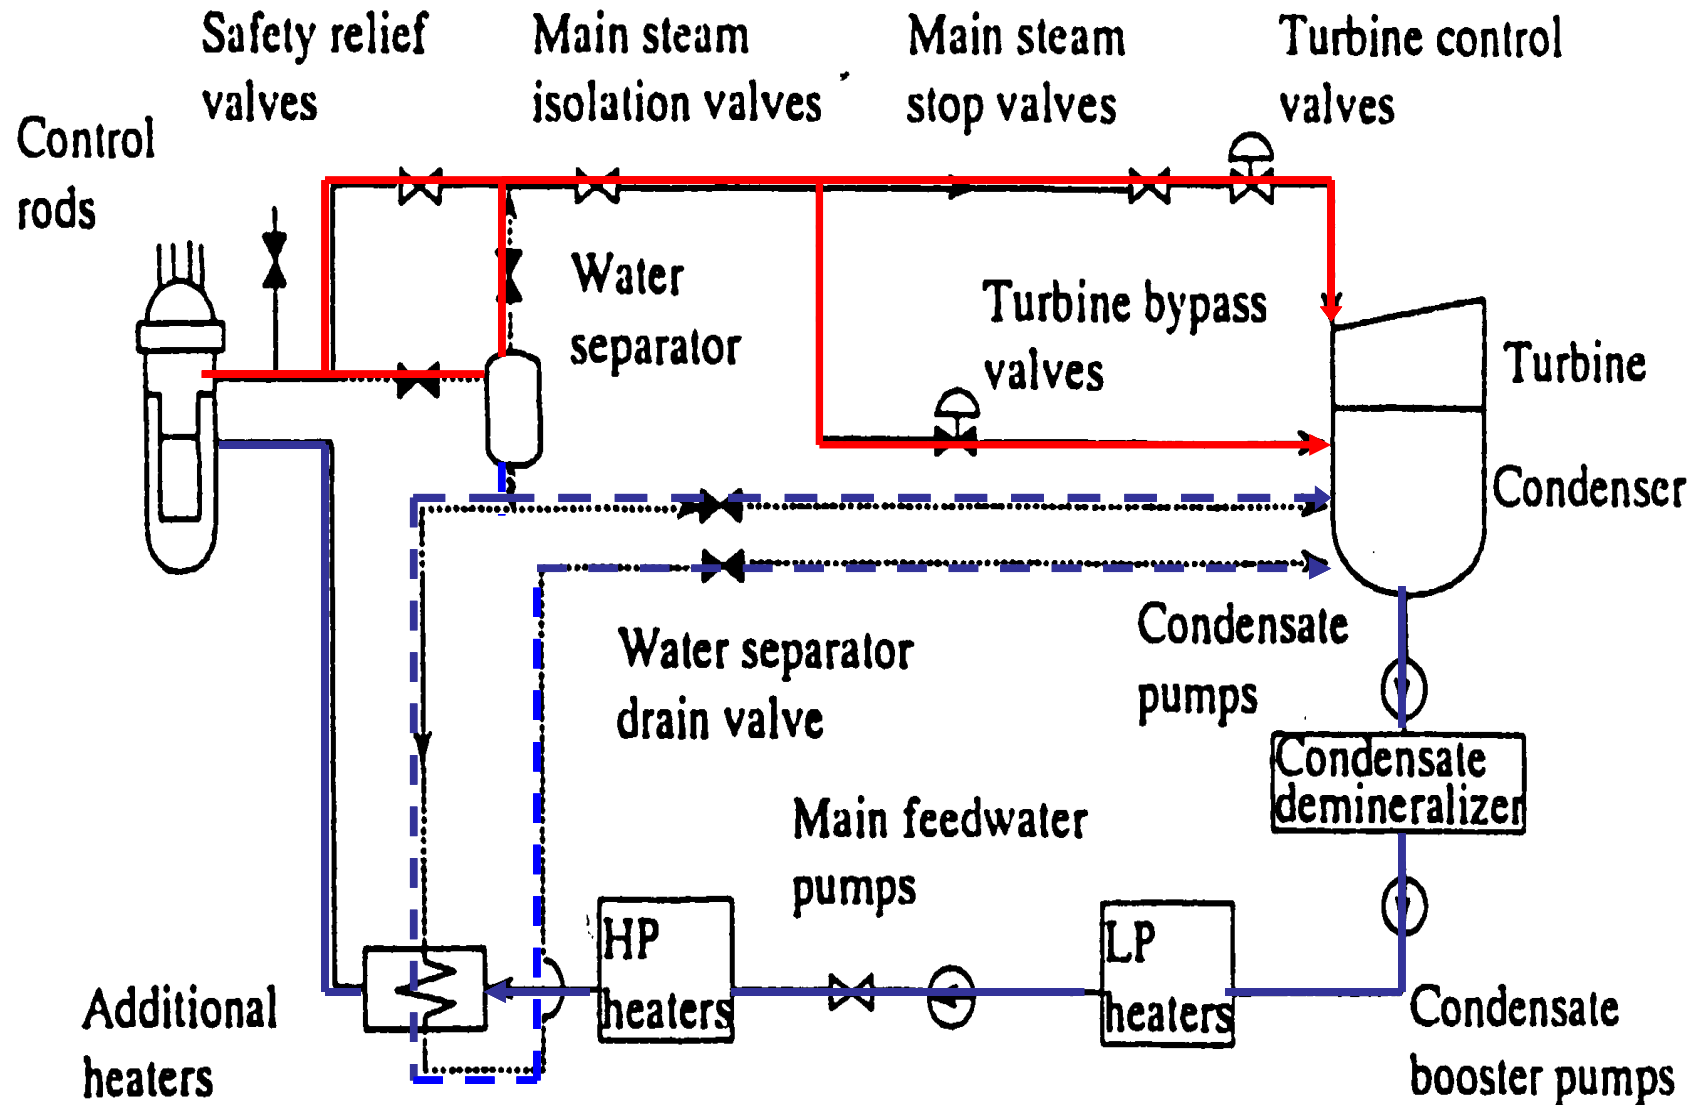 Safety relief
valves
Main steam
isolation valves
Main steam
stop valves
Turbine control
valves
Control
rods
Water
separator
Turbine bypass
valves
Turbine
Condenser
Water separator
drain valve
Condensate
pumps
Condensate
demineralizer
Main feedwater
pumps
HP
heaters
LP
heaters
Additional
heaters
Condensate
booster pumps